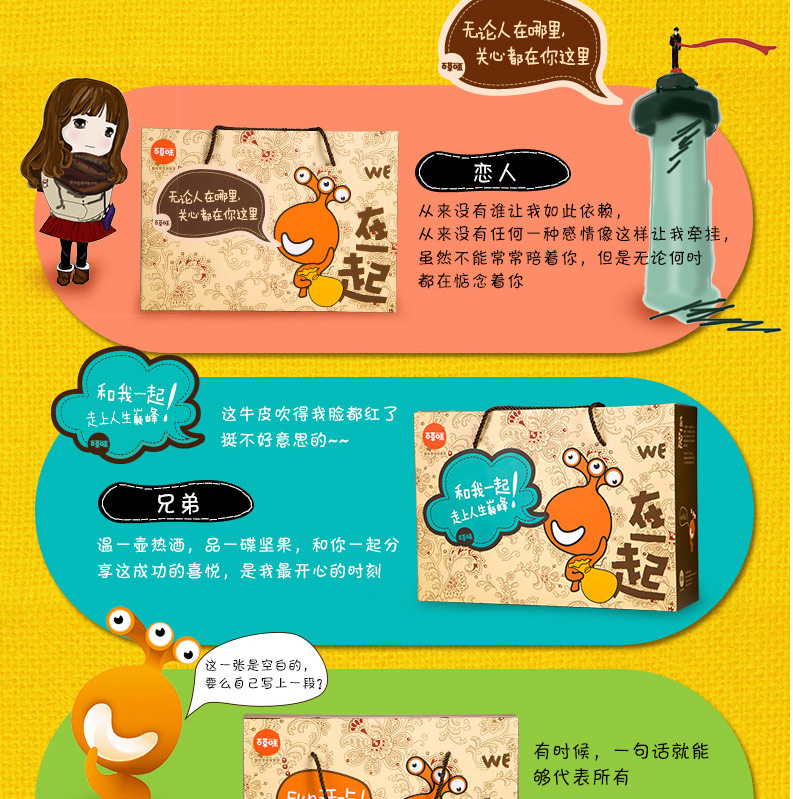 无论人在哪里,
关心都在你这里
百草味
百草味
无论人在哪里,
关心都在你这里
百草味
WE
在一起
恋人
从来没有谁让我如此依赖,
从来没有任何一种感情像这样让我牵挂,
虽然不能常常陪着你，但是无论何时
都在惦念着你
和我一起
走上人生巅峰!
百草味
这牛皮吹得我脸都红了
挺不好意思的~~
兄弟
温一壶热酒，品一碟坚果，和你一起分
享这成功的喜悦，是我最开心的时刻
百草味
和我一起
走上人生巅峰!
百草味
WE
在一起
这一张是空白的,
要么自己写上一段?
百草味
WE
有时候，一句话就能
够代表所有